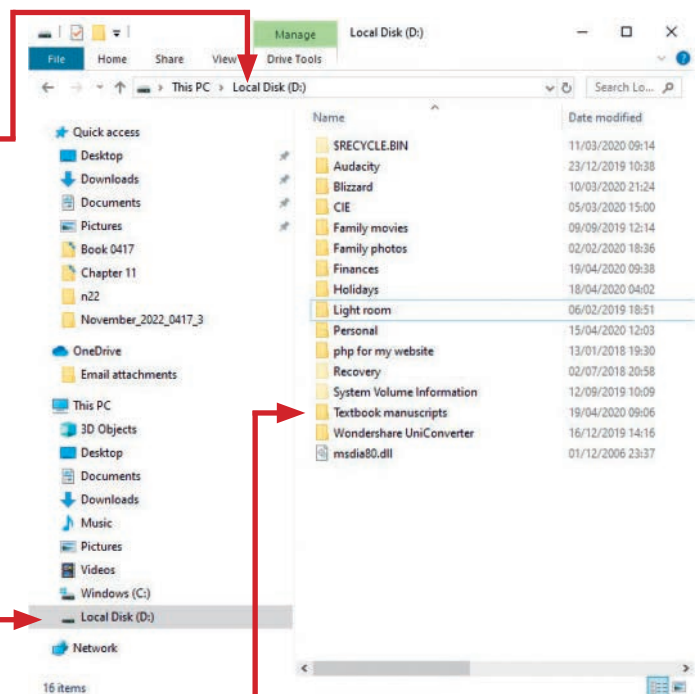 Manage Local Disk (D:)
File Home Share View Drive Tools
This PC › Local Disk (D:) Search Lo...
Name Date modified
Quick access
Desktop
Downloads
Documents
Pictures
Book 0417
Chapter 11
n22
November_2022_0417_3
OneDrive
Email attachments
This PC
3D Objects
Desktop
Documents
Downloads
Music
Pictures
Videos
Windows (C:)
Local Disk (D:)
Network
$RECYCLE.BIN 11/03/2020 09:14
Audacity 23/12/2019 10:38
Blizzard 10/03/2020 21:24
CIE 05/03/2020 15:00
Family movies 09/09/2019 12:14
Family photos 02/02/2020 18:36
Finances 19/04/2020 09:38
Holidays 18/04/2020 04:02
Light room 06/02/2019 18:51
Personal 15/04/2020 12:03
php for my website 13/01/2018 19:30
Recovery 02/07/2018 20:58
System Volume Information 12/09/2019 10:09
Textbook manuscripts 19/04/2020 09:06
Wondershare UniConverter 16/12/2019 14:16
msdia80.dll 01/12/2006 23:37
16 items